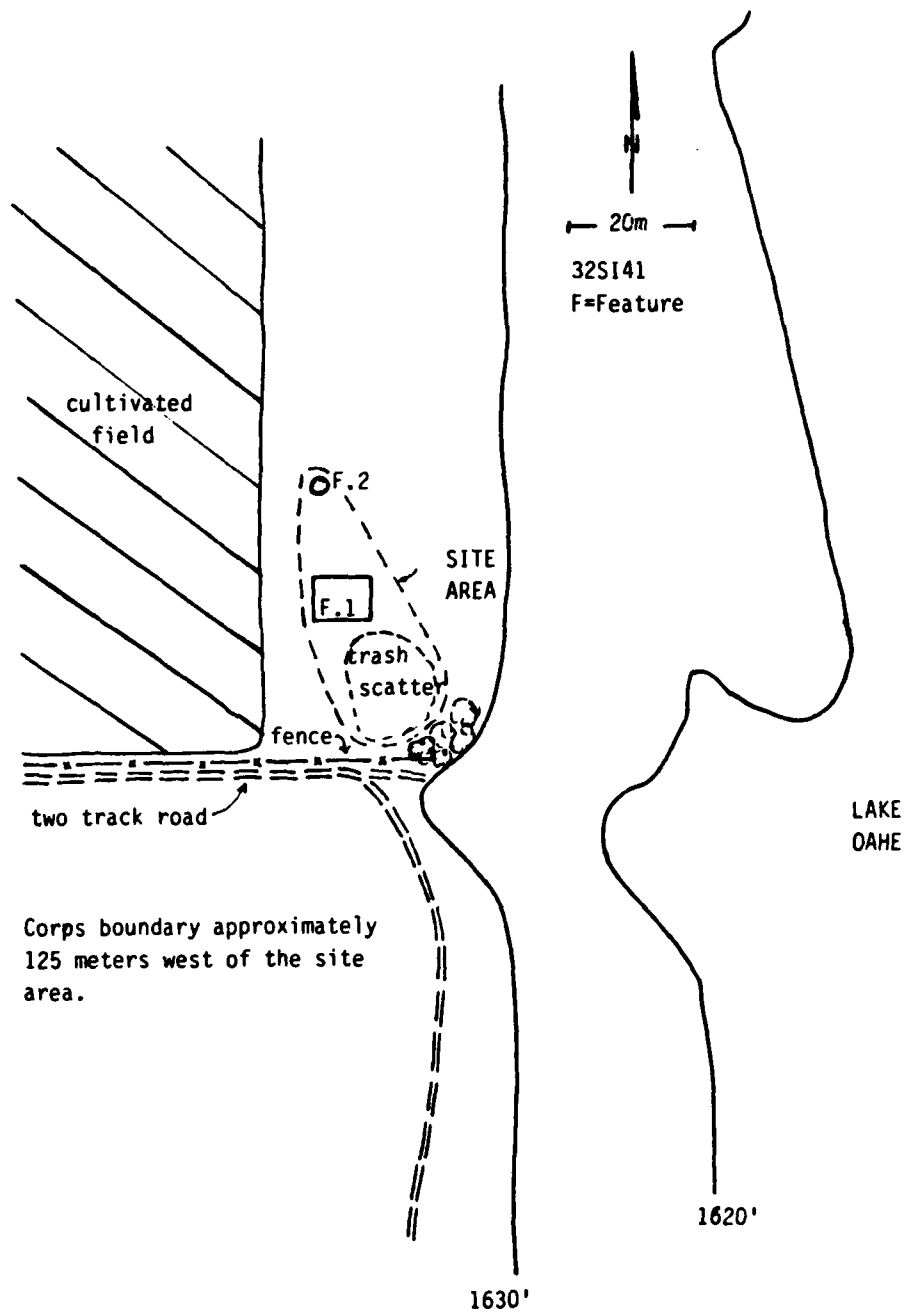 N
20m
32SI41
F=Feature
cultivated
field
F.2
SITE
AREA
F.1
trash
scatter
fence
two track road
LAKE
OAHE
Corps boundary approximately
125 meters west of the site
area.
1620'
1630'